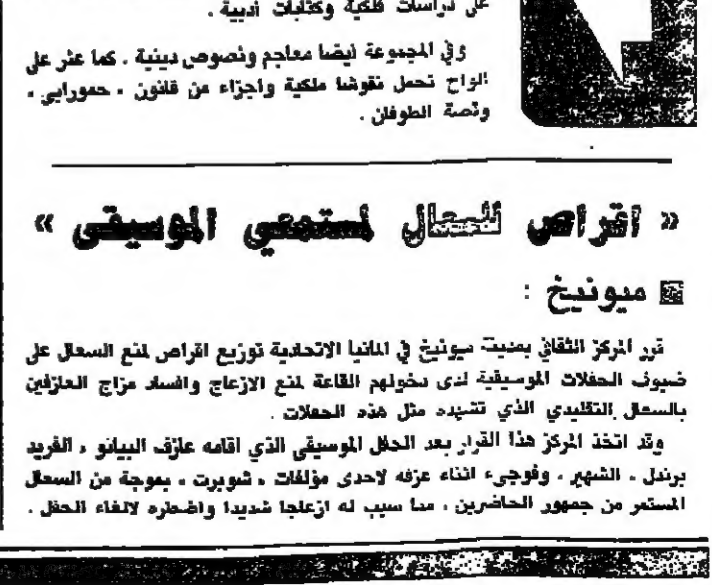 على دراسات فلكية وكتابات أدبية .
وفي المجموعة ايضا معاجم ونصوص دينية . كما عثر على
الواح تحمل نقوشا ملكية واجزاء من قانون « حمورابي »
وقصة الطوفان .
« اقراص للسعال لمستمعي الموسيقى »
ميونيخ :
قرر المركز الثقافي بمدينة ميونيخ في المانيا الاتحادية توزيع اقراص لمنع السعال على
ضيوف الحفلات الموسيقية لدى دخولهم القاعة لمنع الازعاج وافساد مزاج العازفين
بالسعال التقليدي الذي تشهده مثل هذه الحفلات .
وقد اتخذ المركز هذا القرار بعد الحفل الموسيقي الذي اقامه عازف البيانو « الفريد
برندل » الشهير ، وفوجىء اثناء عزفه لاحدى مؤلفات « شوبرت » بموجة من السعال
المستمر من جمهور الحاضرين ، مما سبب له ازعاجا شديدا واضطره لالغاء الحفل .